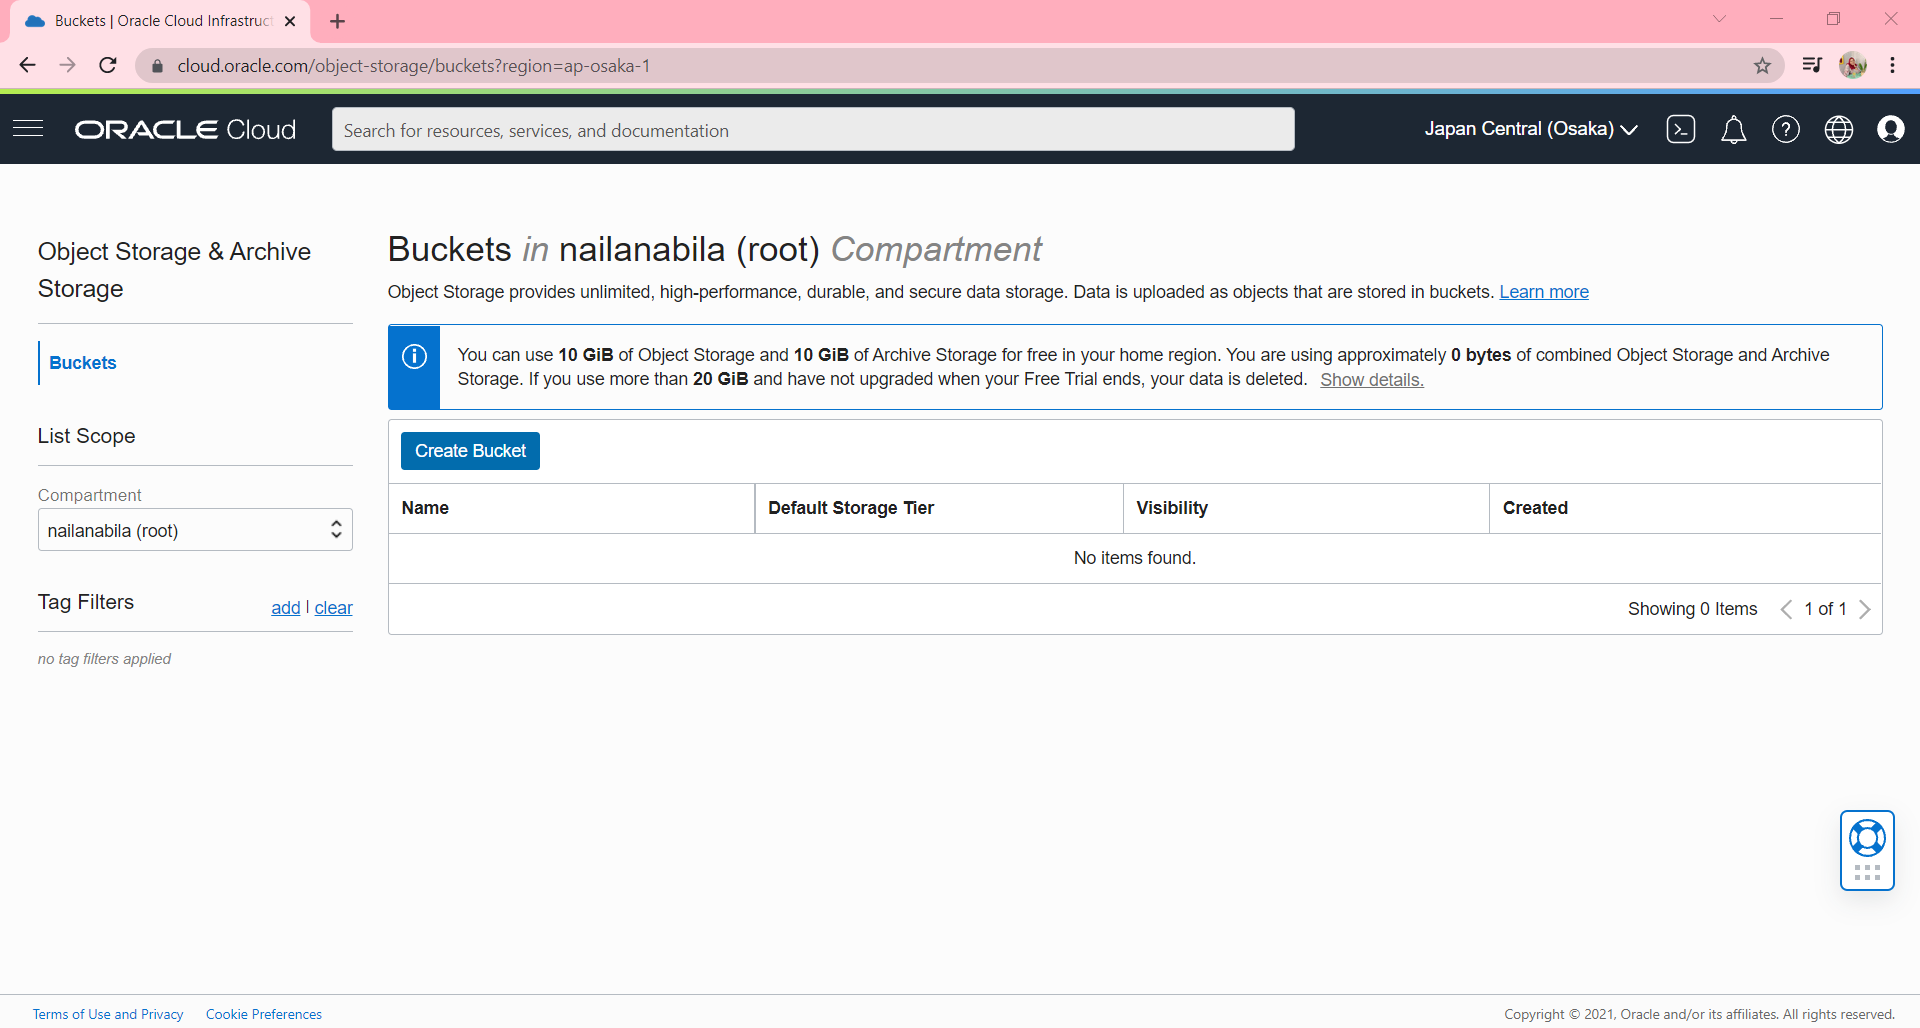 Buckets | Oracle Cloud Infrastruct
cloud.oracle.com/object-storage/buckets?region=ap-osaka-1
ORACLE Cloud
Search for resources, services, and documentation
Japan Central (Osaka)
Object Storage & Archive
Storage
Buckets
List Scope
Compartment
nailanabila (root)
Tag Filters
add | clear
no tag filters applied
Buckets in nailanabila (root) Compartment
Object Storage provides unlimited, high-performance, durable, and secure data storage. Data is uploaded as objects that are stored in buckets. Learn more
You can use 10 GiB of Object Storage and 10 GiB of Archive Storage for free in your home region. You are using approximately 0 bytes of combined Object Storage and Archive
Storage. If you use more than 20 GiB and have not upgraded when your Free Trial ends, your data is deleted. Show details.
Create Bucket
Name Default Storage Tier Visibility Created
No items found.
Showing 0 Items 1 of 1
Terms of Use and Privacy Cookie Preferences
Copyright © 2021, Oracle and/or its affiliates. All rights reserved.